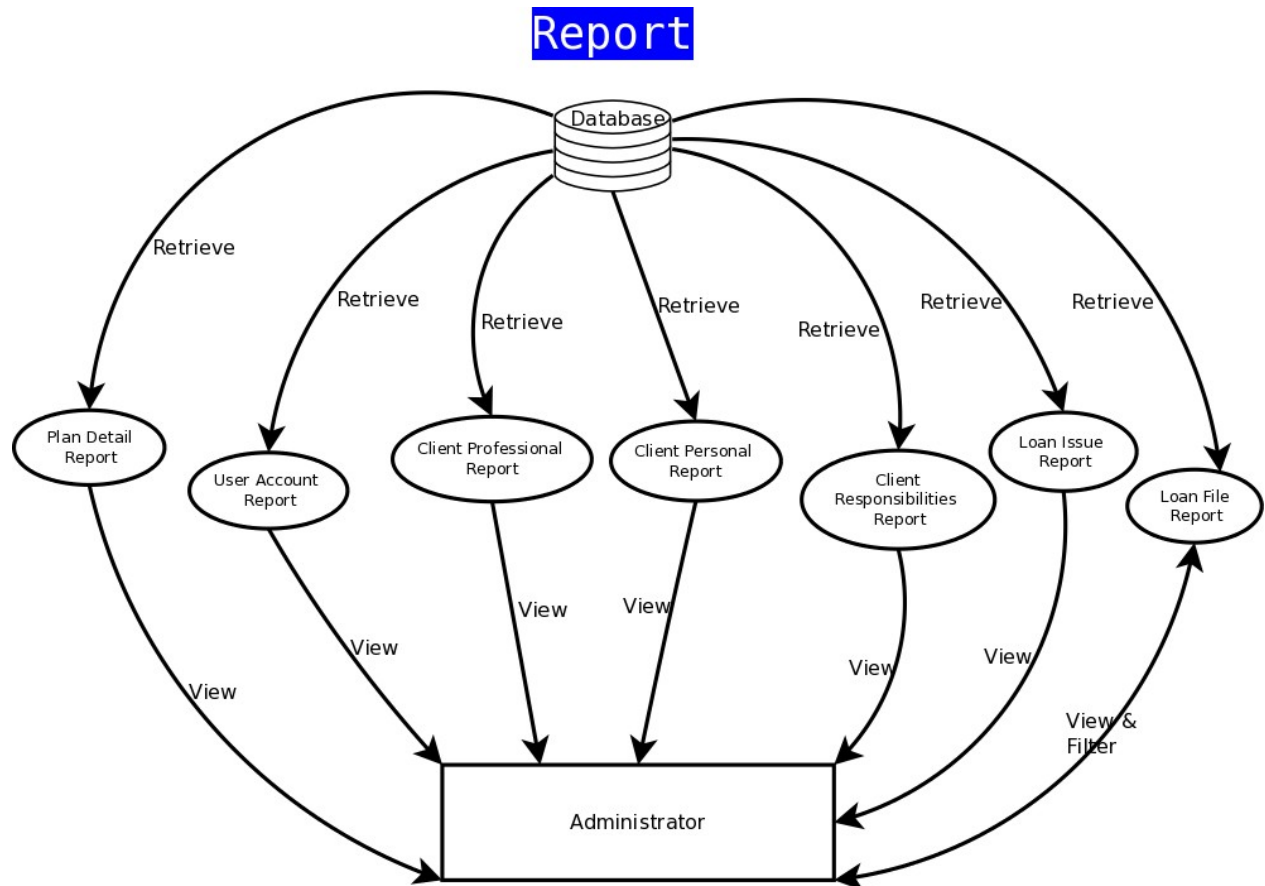 Report
Database
Retrieve
Retrieve
Retrieve
Retrieve
Retrieve
Retrieve
Retrieve
Plan Detail
Report
User Account
Report
Client Professional
Report
Client Personal
Report
Client
Responsibilities
Report
Loan Issue
Report
Loan File
Report
View
View
View
View
View
View
View &
Filter
Administrator